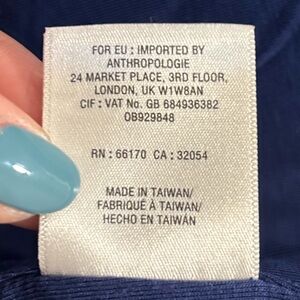 FOR EU : IMPORTED BY
ANTHROPOLOGIE
24 MARKET PLACE, 3RD FLOOR,
LONDON, UK W1W8AN
CIF : VAT No. GB 684936382
OB929848
RN : 66170 CA : 32054
MADE IN TAIWAN/
FABRIQUÉ À TAIWAN/
HECHO EN TAIWÁN